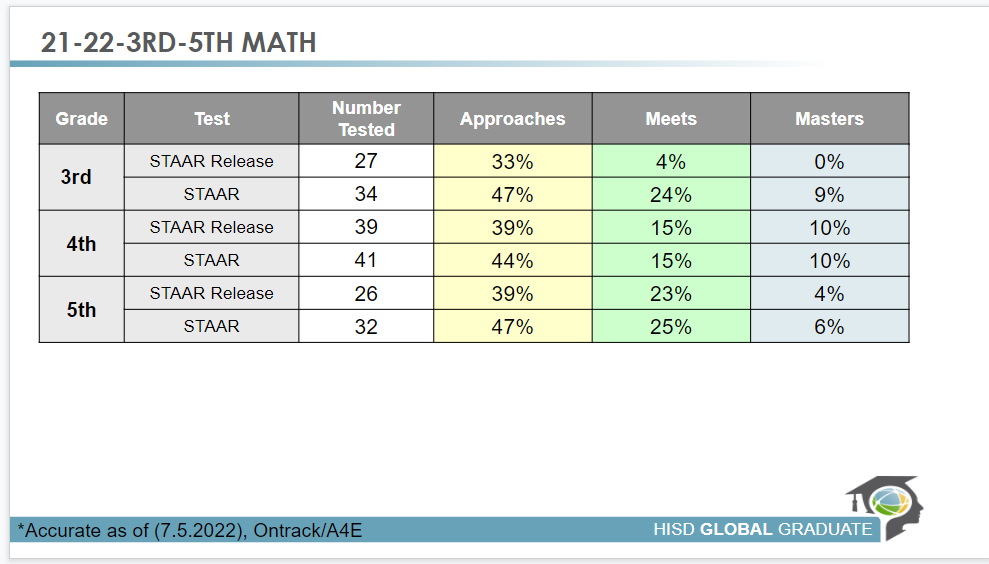 21-22-3RD-5TH MATH
Grade Test Number Tested Approaches Meets Masters
3rd STAAR Release 27 33% 4% 0%
STAAR 34 47% 24% 9%
4th STAAR Release 39 39% 15% 10%
STAAR 41 44% 15% 10%
5th STAAR Release 26 39% 23% 4%
STAAR 32 47% 25% 6%
*Accurate as of (7.5.2022), Ontrack/A4E
HISD GLOBAL GRADUATE